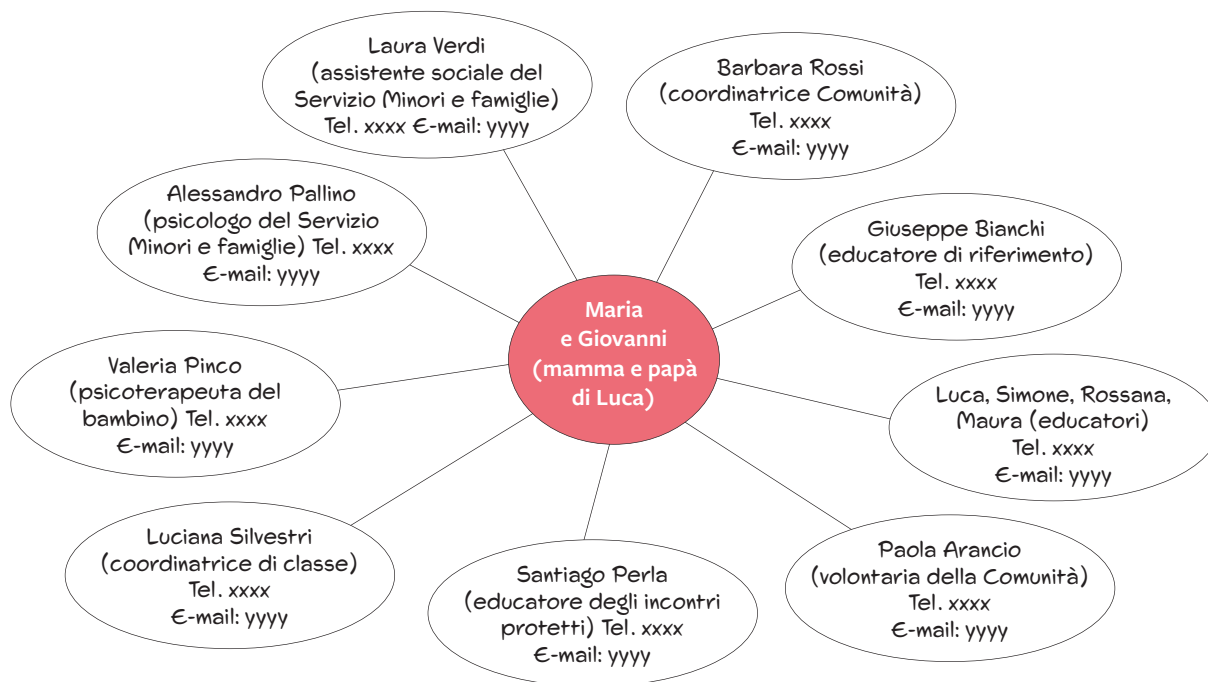 Laura Verdi
(assistente sociale del
Servizio Minori e famiglie)
Tel. xxxx E-mail: yyyy
Barbara Rossi
(coordinatrice Comunità)
Tel. xxxx
E-mail: yyyy
Alessandro Pallino
(psicologo del Servizio
Minori e famiglie) Tel. xxxx
E-mail: yyyy
Giuseppe Bianchi
(educatore di riferimento)
Tel. xxxx
E-mail: yyyy
Maria
e Giovanni
(mamma e papà
di Luca)
Valeria Pinco
(psicoterapeuta del
bambino) Tel. xxxx
E-mail: yyyy
Luca, Simone, Rossana,
Maura (educatori)
Tel. xxxx
E-mail: yyyy
Luciana Silvestri
(coordinatrice di classe)
Tel. xxxx
E-mail: yyyy
Santiago Perla
(educatore degli incontri
protetti) Tel. xxxx
E-mail: yyyy
Paola Arancio
(volontaria della Comunità)
Tel. xxxx
E-mail: yyyy